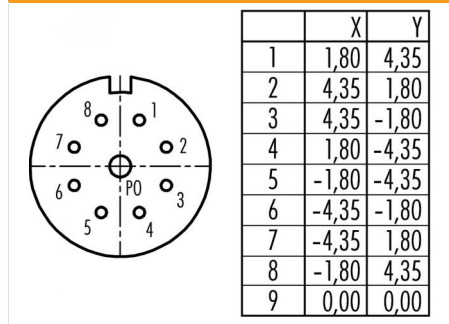 8 1
7 2
6 PO 3
5 4
X Y
1 1,80 4,35
2 4,35 1,80
3 4,35 -1,80
4 1,80 -4,35
5 -1,80 -4,35
6 -4,35 -1,80
7 -4,35 1,80
8 -1,80 4,35
9 0,00 0,00